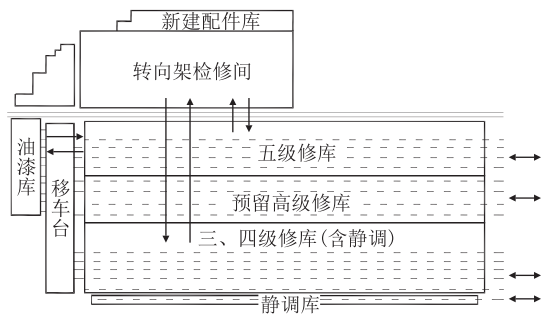 新建配件库
转向架检修间
油漆库
移车台
五级修库
预留高级修库
三、四级修库(含静调)
静调库